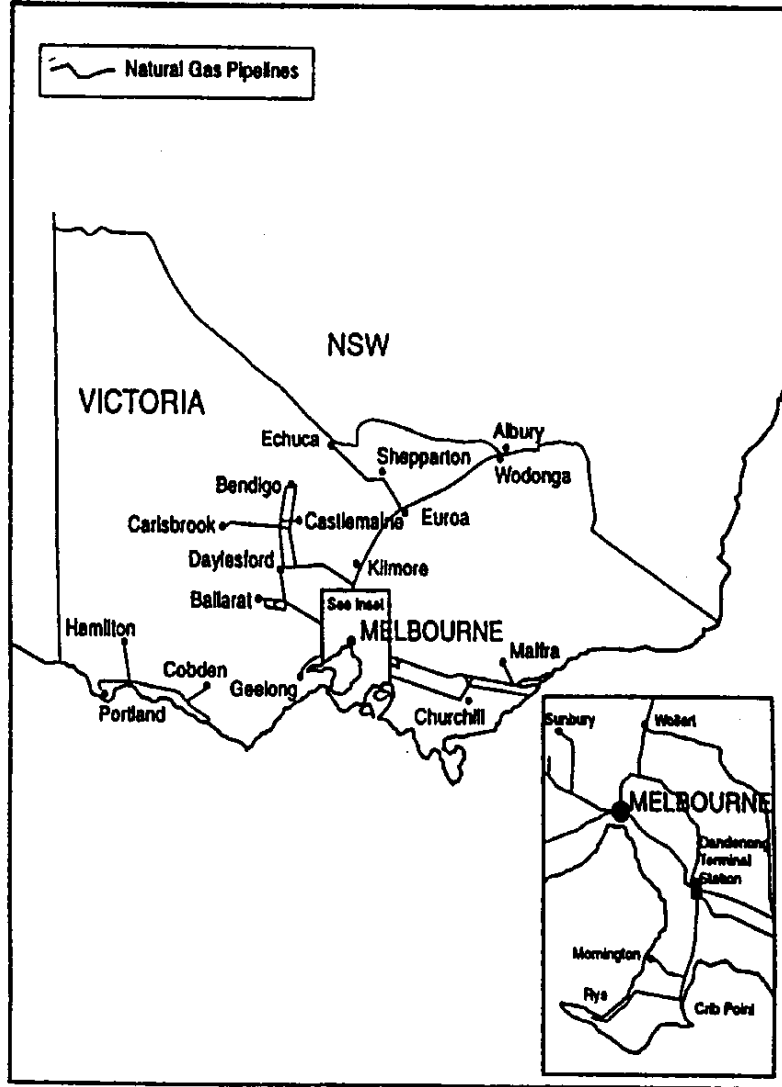 Natural Gas Pipelines
NSW
VICTORIA
Echuca
Albury
Shepparton
Wodonga
Bendigo
Carlsbrook
Castlemaine
Euroa
Daylesford
Kilmore
Ballarat
See Inset
Hamilton
MELBOURNE
Maffra
Cobden
Geelong
Portland
Churchill
Sunbury
Wollert
MELBOURNE
Dandenong
Terminal
Station
Mornington
Rye
Crib Point